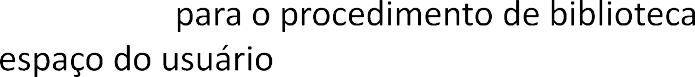 para o procedimento de biblioteca
espaço do usuário